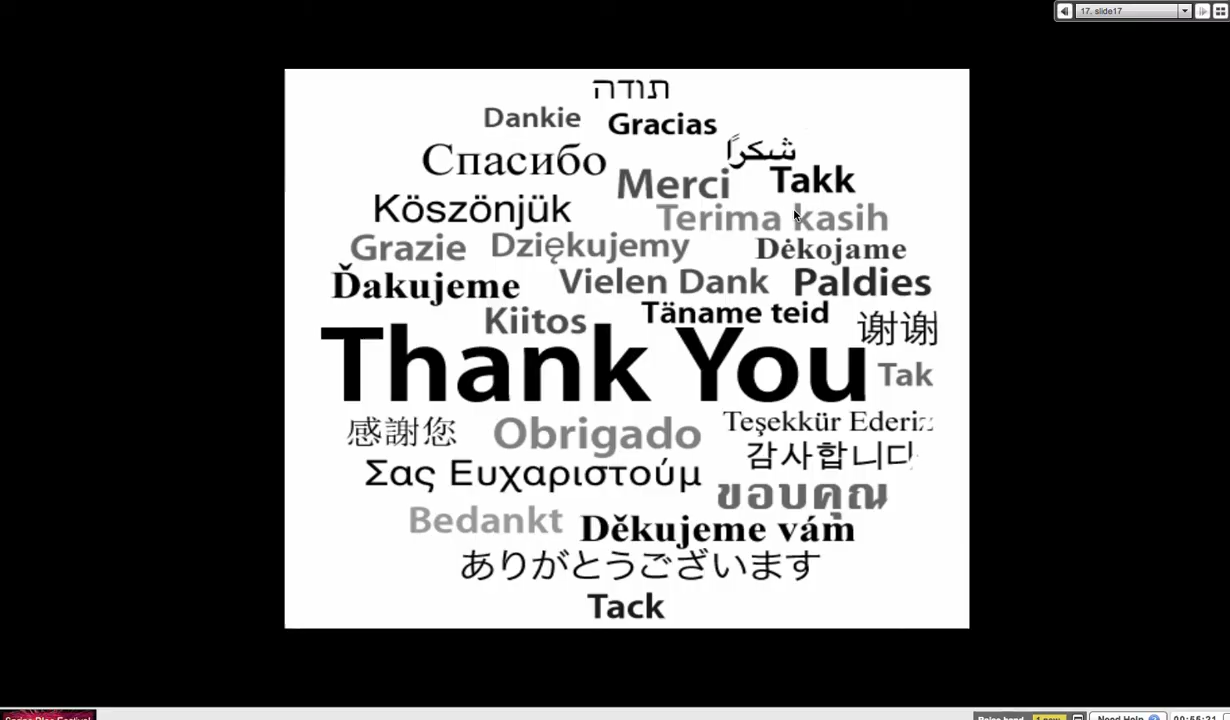 17. slide17
תודה
Dankie Gracias
Спасибо شكراً
Merci Takk
Köszönjük Terima kasih
Grazie Dziękujemy Dėkojame
Ďakujeme Vielen Dank Paldies
Kiitos Täname teid 谢谢
Thank You Tak
感謝您 Obrigado Teşekkür Ederiz
감사합니다
Σας Ευχαριστούμ
ขอบคุณ
Bedankt Děkujeme vám
ありがとうございます
Tack
Need Help